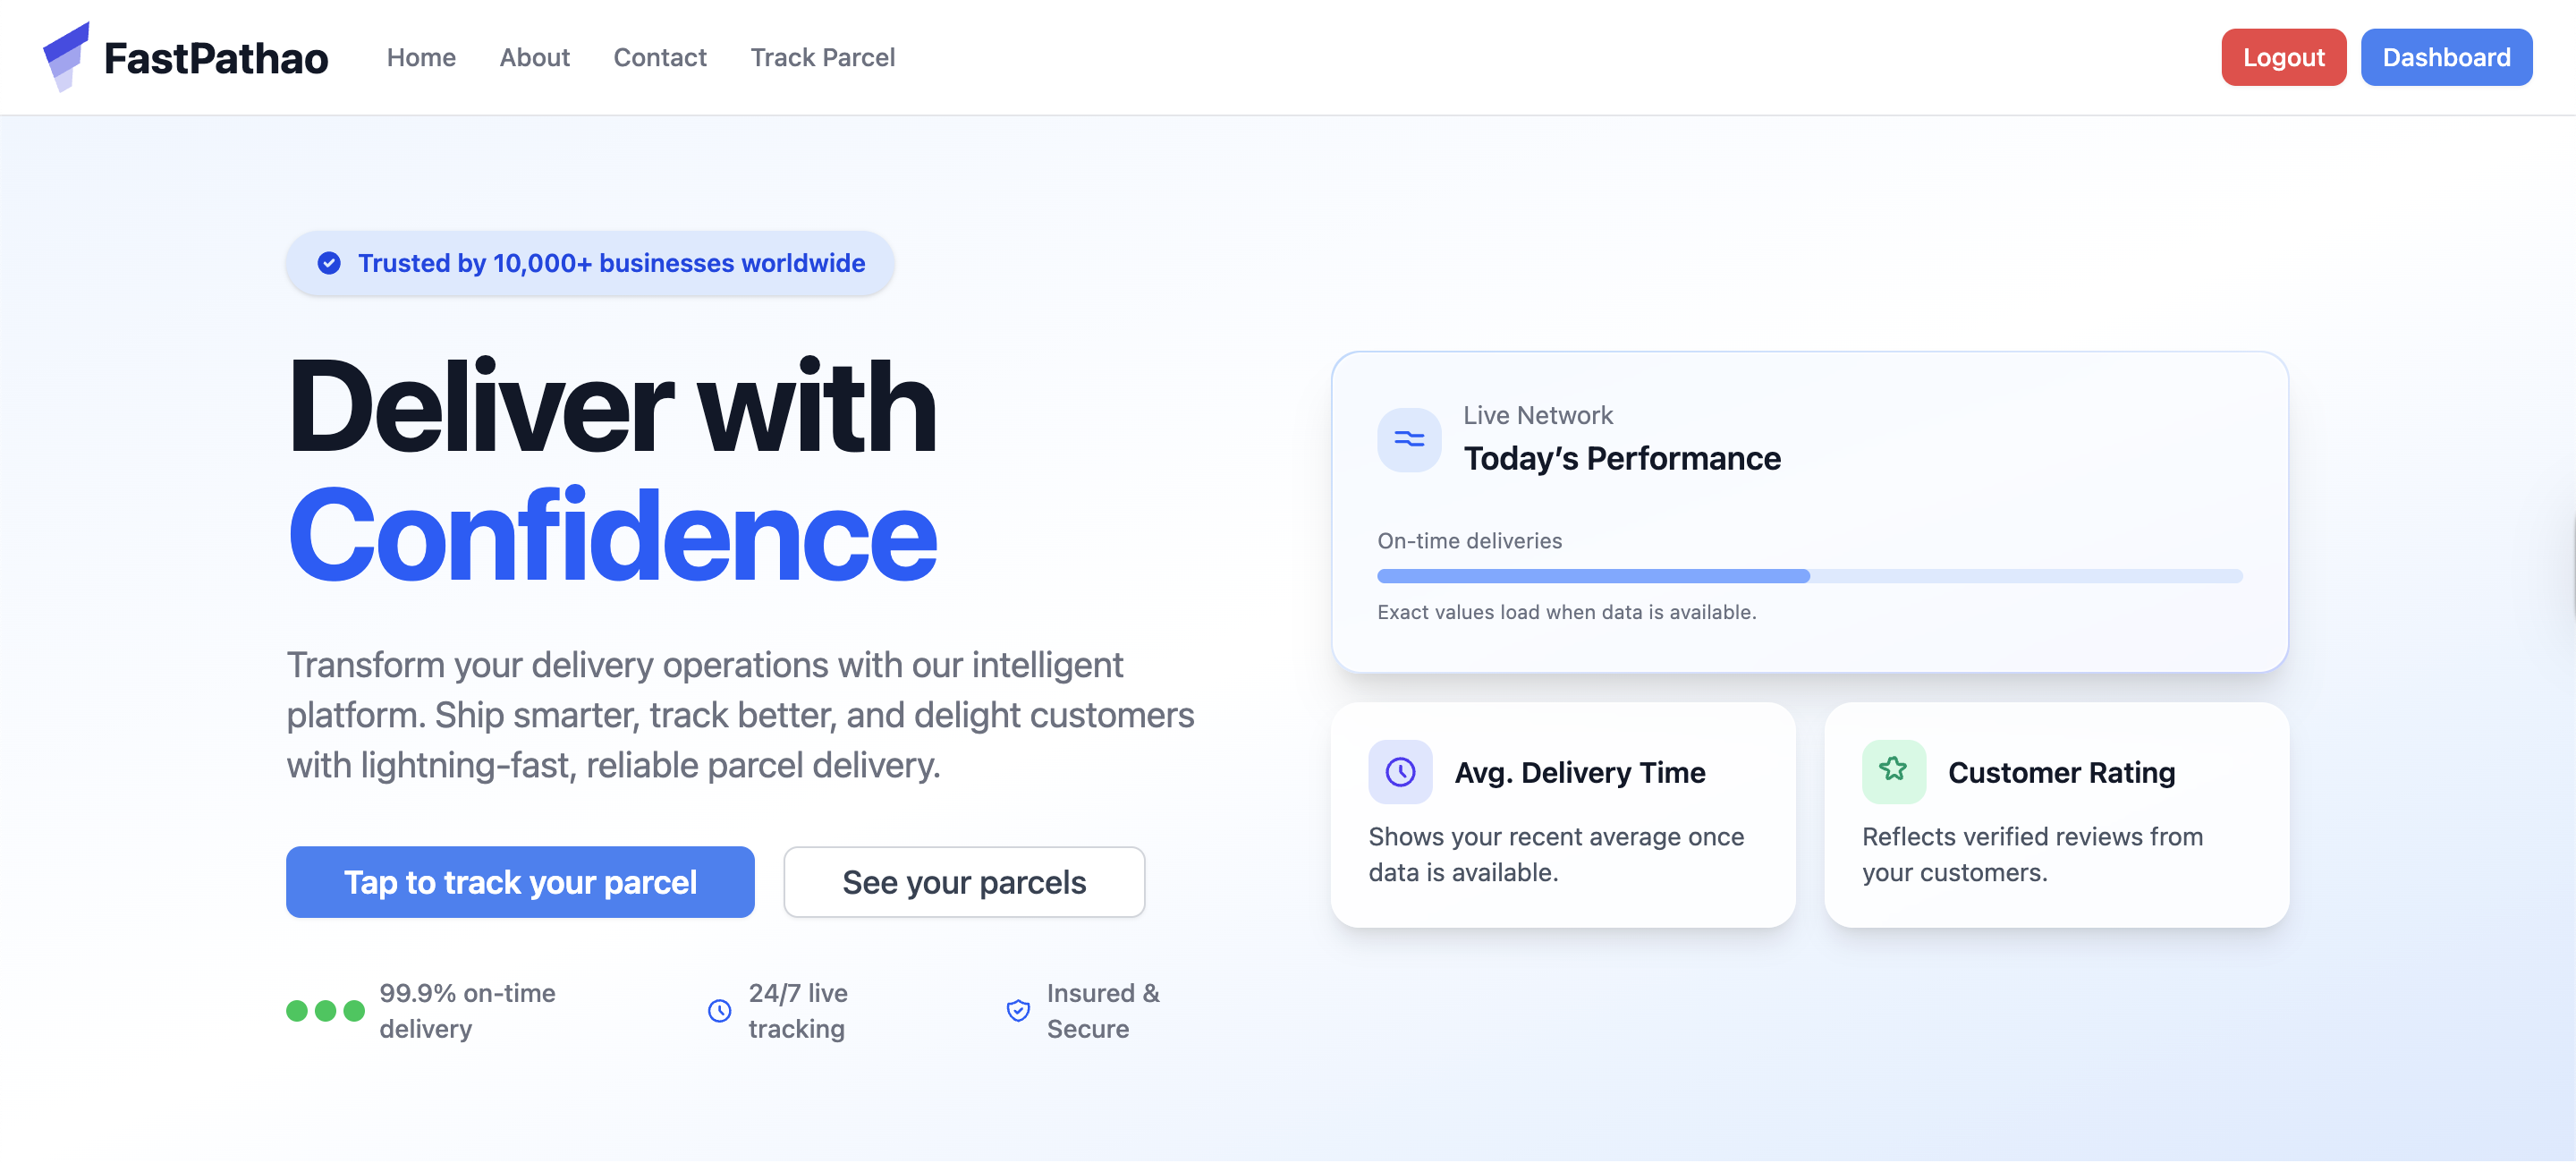 FastPathao
Home
About
Contact
Track Parcel
Logout
Dashboard
Trusted by 10,000+ businesses worldwide
Deliver with
Confidence
Transform your delivery operations with our intelligent
platform. Ship smarter, track better, and delight customers
with lightning-fast, reliable parcel delivery.
Tap to track your parcel
See your parcels
99.9% on-time
delivery
24/7 live
tracking
Insured &
Secure
Live Network
Today’s Performance
On-time deliveries
Exact values load when data is available.
Avg. Delivery Time
Shows your recent average once
data is available.
Customer Rating
Reflects verified reviews from
your customers.